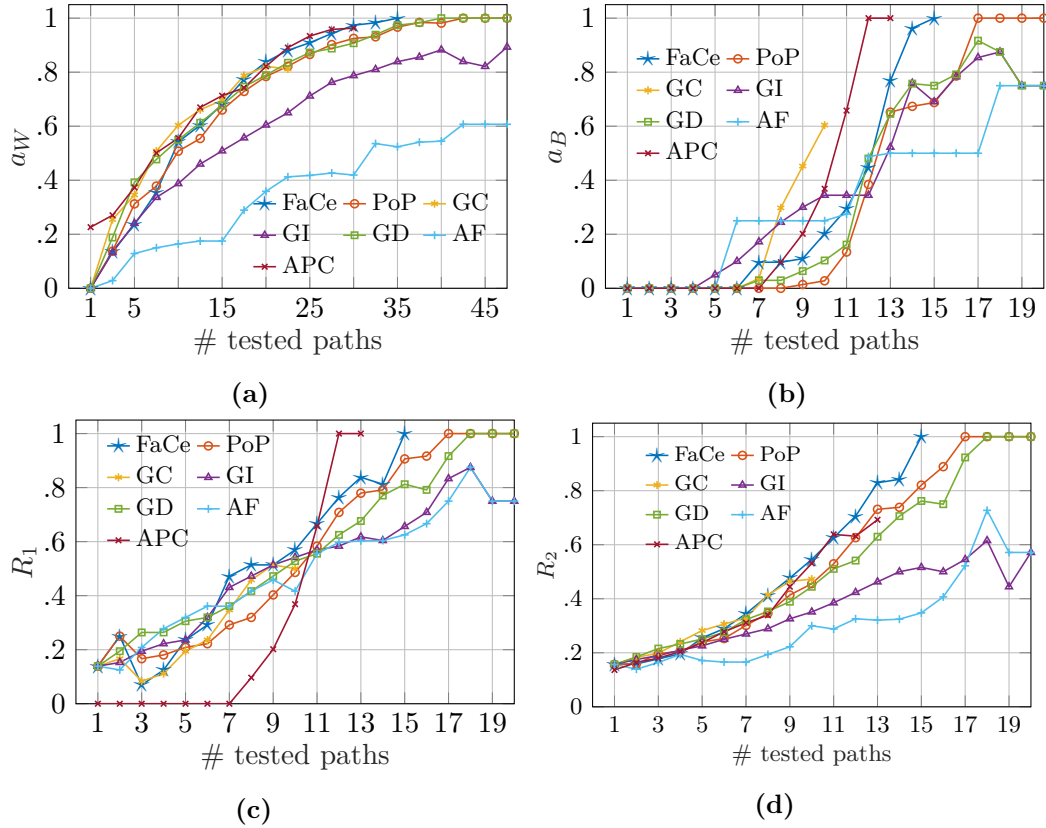 1
.8
.6
.4
.2
0
a_W
FaCe PoP GC
GI GD AF
APC
1 5 15 25 35 45
# tested paths
(a)
1
.8
.6
.4
.2
0
a_B
FaCe PoP
GC GI
GD AF
APC
1 3 5 7 9 11 13 15 17 19
# tested paths
(b)
1
.8
.6
.4
.2
0
R_1
FaCe PoP
GC GI
GD AF
APC
1 3 5 7 9 11 13 15 17 19
# tested paths
(c)
1
.8
.6
.4
.2
0
R_2
FaCe PoP
GC GI
GD AF
APC
1 3 5 7 9 11 13 15 17 19
# tested paths
(d)